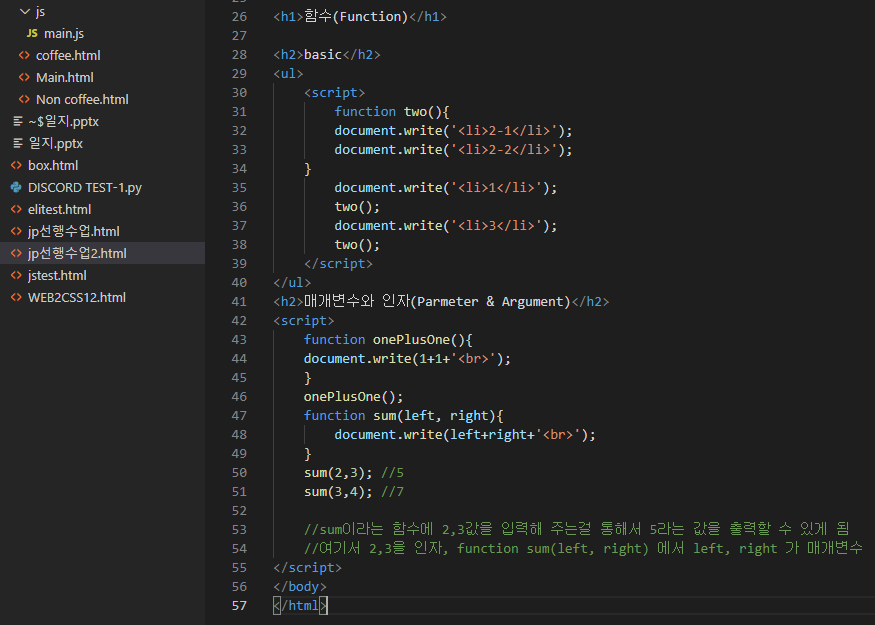 js
JS main.js
<> coffee.html
<> Main.html
<> Non coffee.html
~$일지.pptx
일지.pptx
<> box.html
DISCORD TEST-1.py
<> elitest.html
<> jp선행수업.html
<> jp선행수업2.html
<> jstest.html
<> WEB2CSS12.html
26 <h1>함수(Function)</h1>
27
28 <h2>basic</h2>
29 <ul>
30 <script>
31 function two(){
32 document.write('<li>2-1</li>');
33 document.write('<li>2-2</li>');
34 }
35 document.write('<li>1</li>');
36 two();
37 document.write('<li>3</li>');
38 two();
39 </script>
40 </ul>
41 <h2>매개변수와 인자(Parmeter & Argument)</h2>
42 <script>
43 function onePlusOne(){
44 document.write(1+1+'<br>');
45 }
46 onePlusOne();
47 function sum(left, right){
48 document.write(left+right+'<br>');
49 }
50 sum(2,3); //5
51 sum(3,4); //7
52
53 //sum이라는 함수에 2,3값을 입력해 주는걸 통해서 5라는 값을 출력할 수 있게 됨
54 //여기서 2,3을 인자, function sum(left, right) 에서 left, right 가 매개변수
55 </script>
56 </body>
57 </html>